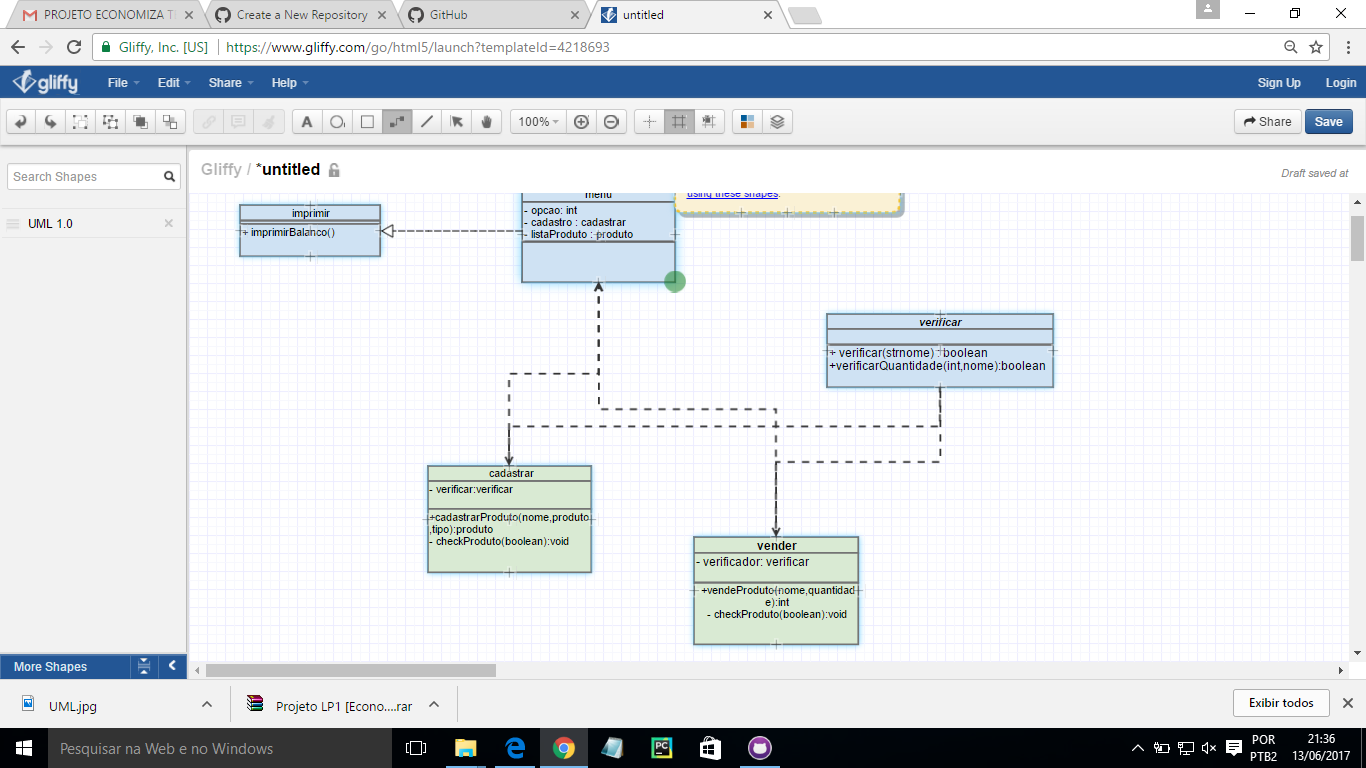 PROJETO ECONOMIZA T
Create a New Repository
GitHub
untitled
Gliffy, Inc. [US]
https://www.gliffy.com/go/html5/launch?templateId=4218693
gliffy
File
Edit
Share
Help
Sign Up
Login
A
100%
Share
Save
Search Shapes
Gliffy / *untitled
Draft saved at
UML 1.0
menu
using these shapes.
- opcao: int
- cadastro : cadastrar
- listaProduto : produto
imprimir
+ imprimirBalanco()
verificar
+ verificar(strnome) : boolean
+verificarQuantidade(int,nome):boolean
cadastrar
- verificar:verificar
+cadastrarProduto(nome,produto
,tipo):produto
- checkProduto(boolean):void
vender
- verificador: verificar
+vendeProduto(nome,quantidad
e):int
- checkProduto(boolean):void
More Shapes
UML.jpg
Projeto LP1 [Econo....rar
Exibir todos
Pesquisar na Web e no Windows
PC
POR
PTB2
21:36
13/06/2017